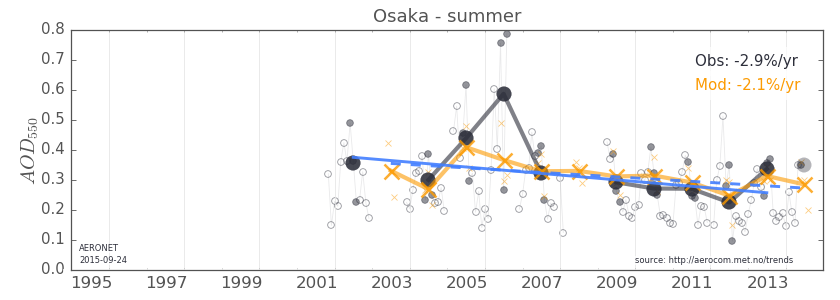 Osaka - summer
0.8
0.7
0.6
0.5
0.4
0.3
0.2
0.1
0.0
AOD550
Obs: -2.9%/yr
Mod: -2.1%/yr
AERONET
2015-09-24
source: http://aerocom.met.no/trends
1995 1997 1999 2001 2003 2005 2006 2007 2009 2011 2013